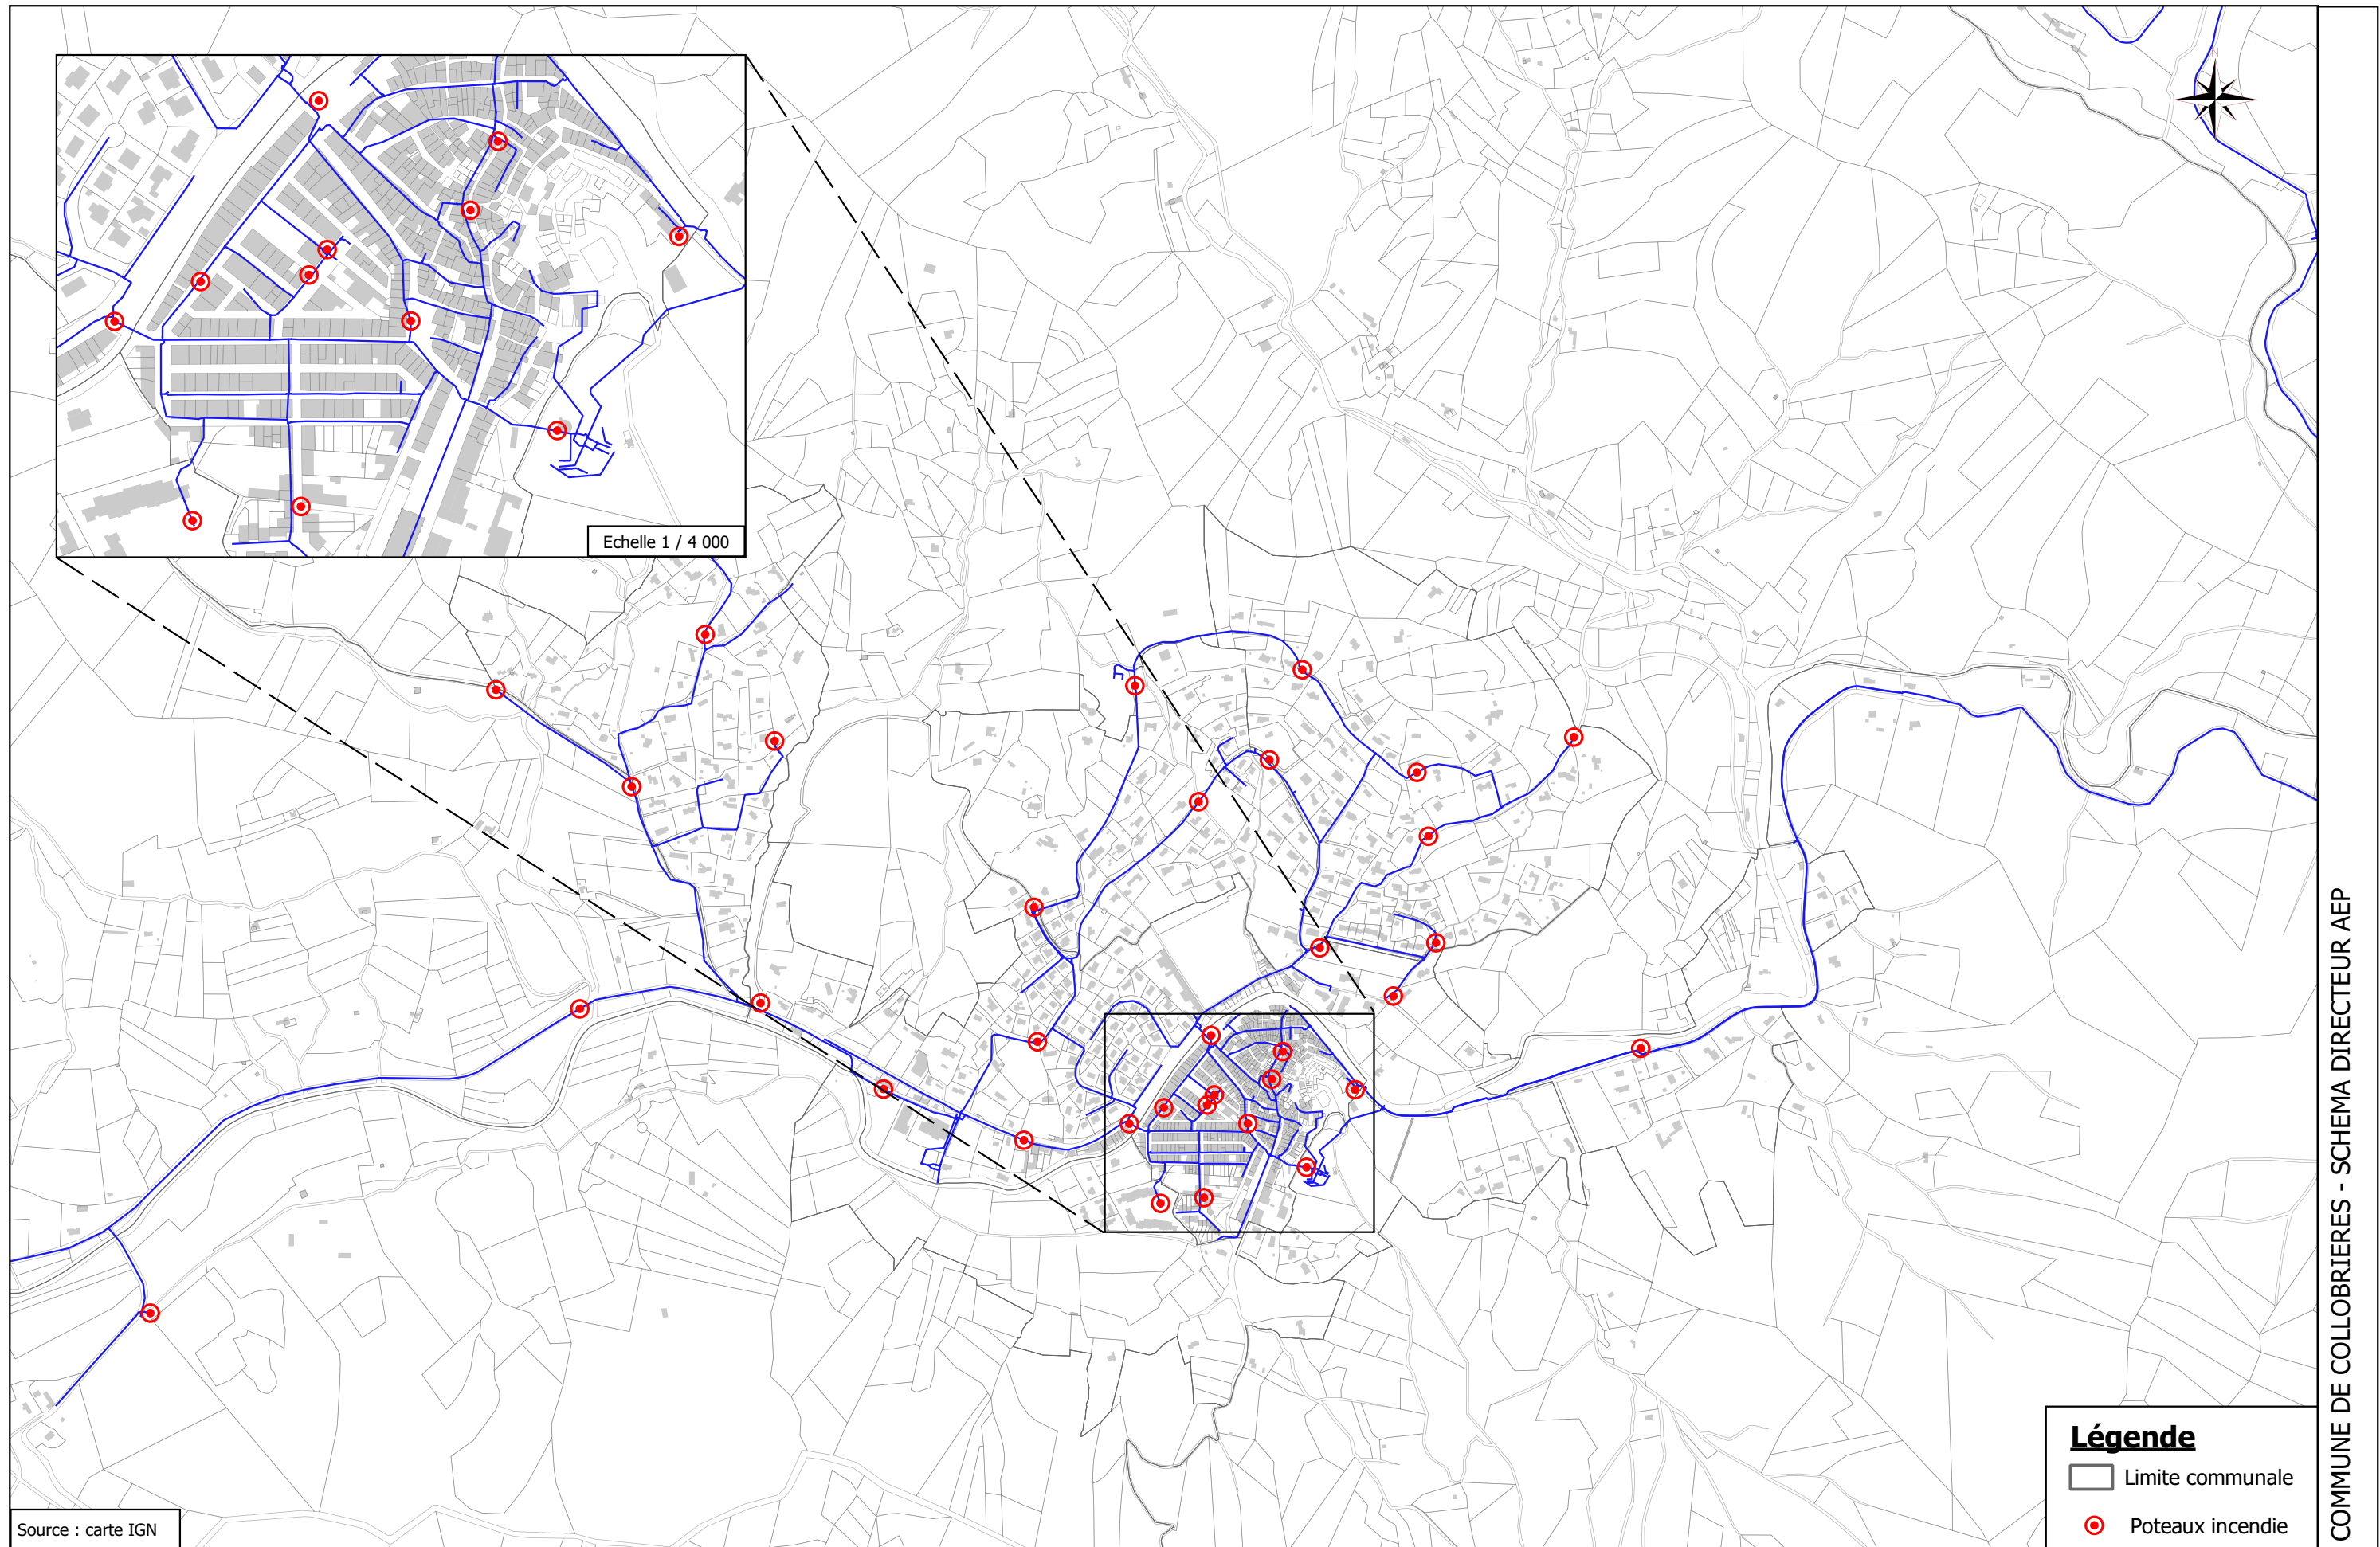 N
Echelle 1 / 4 000
COMMUNE DE COLLOBRIERES - SCHEMA DIRECTEUR AEP
Légende
Limite communale
Poteaux incendie
Source : carte IGN